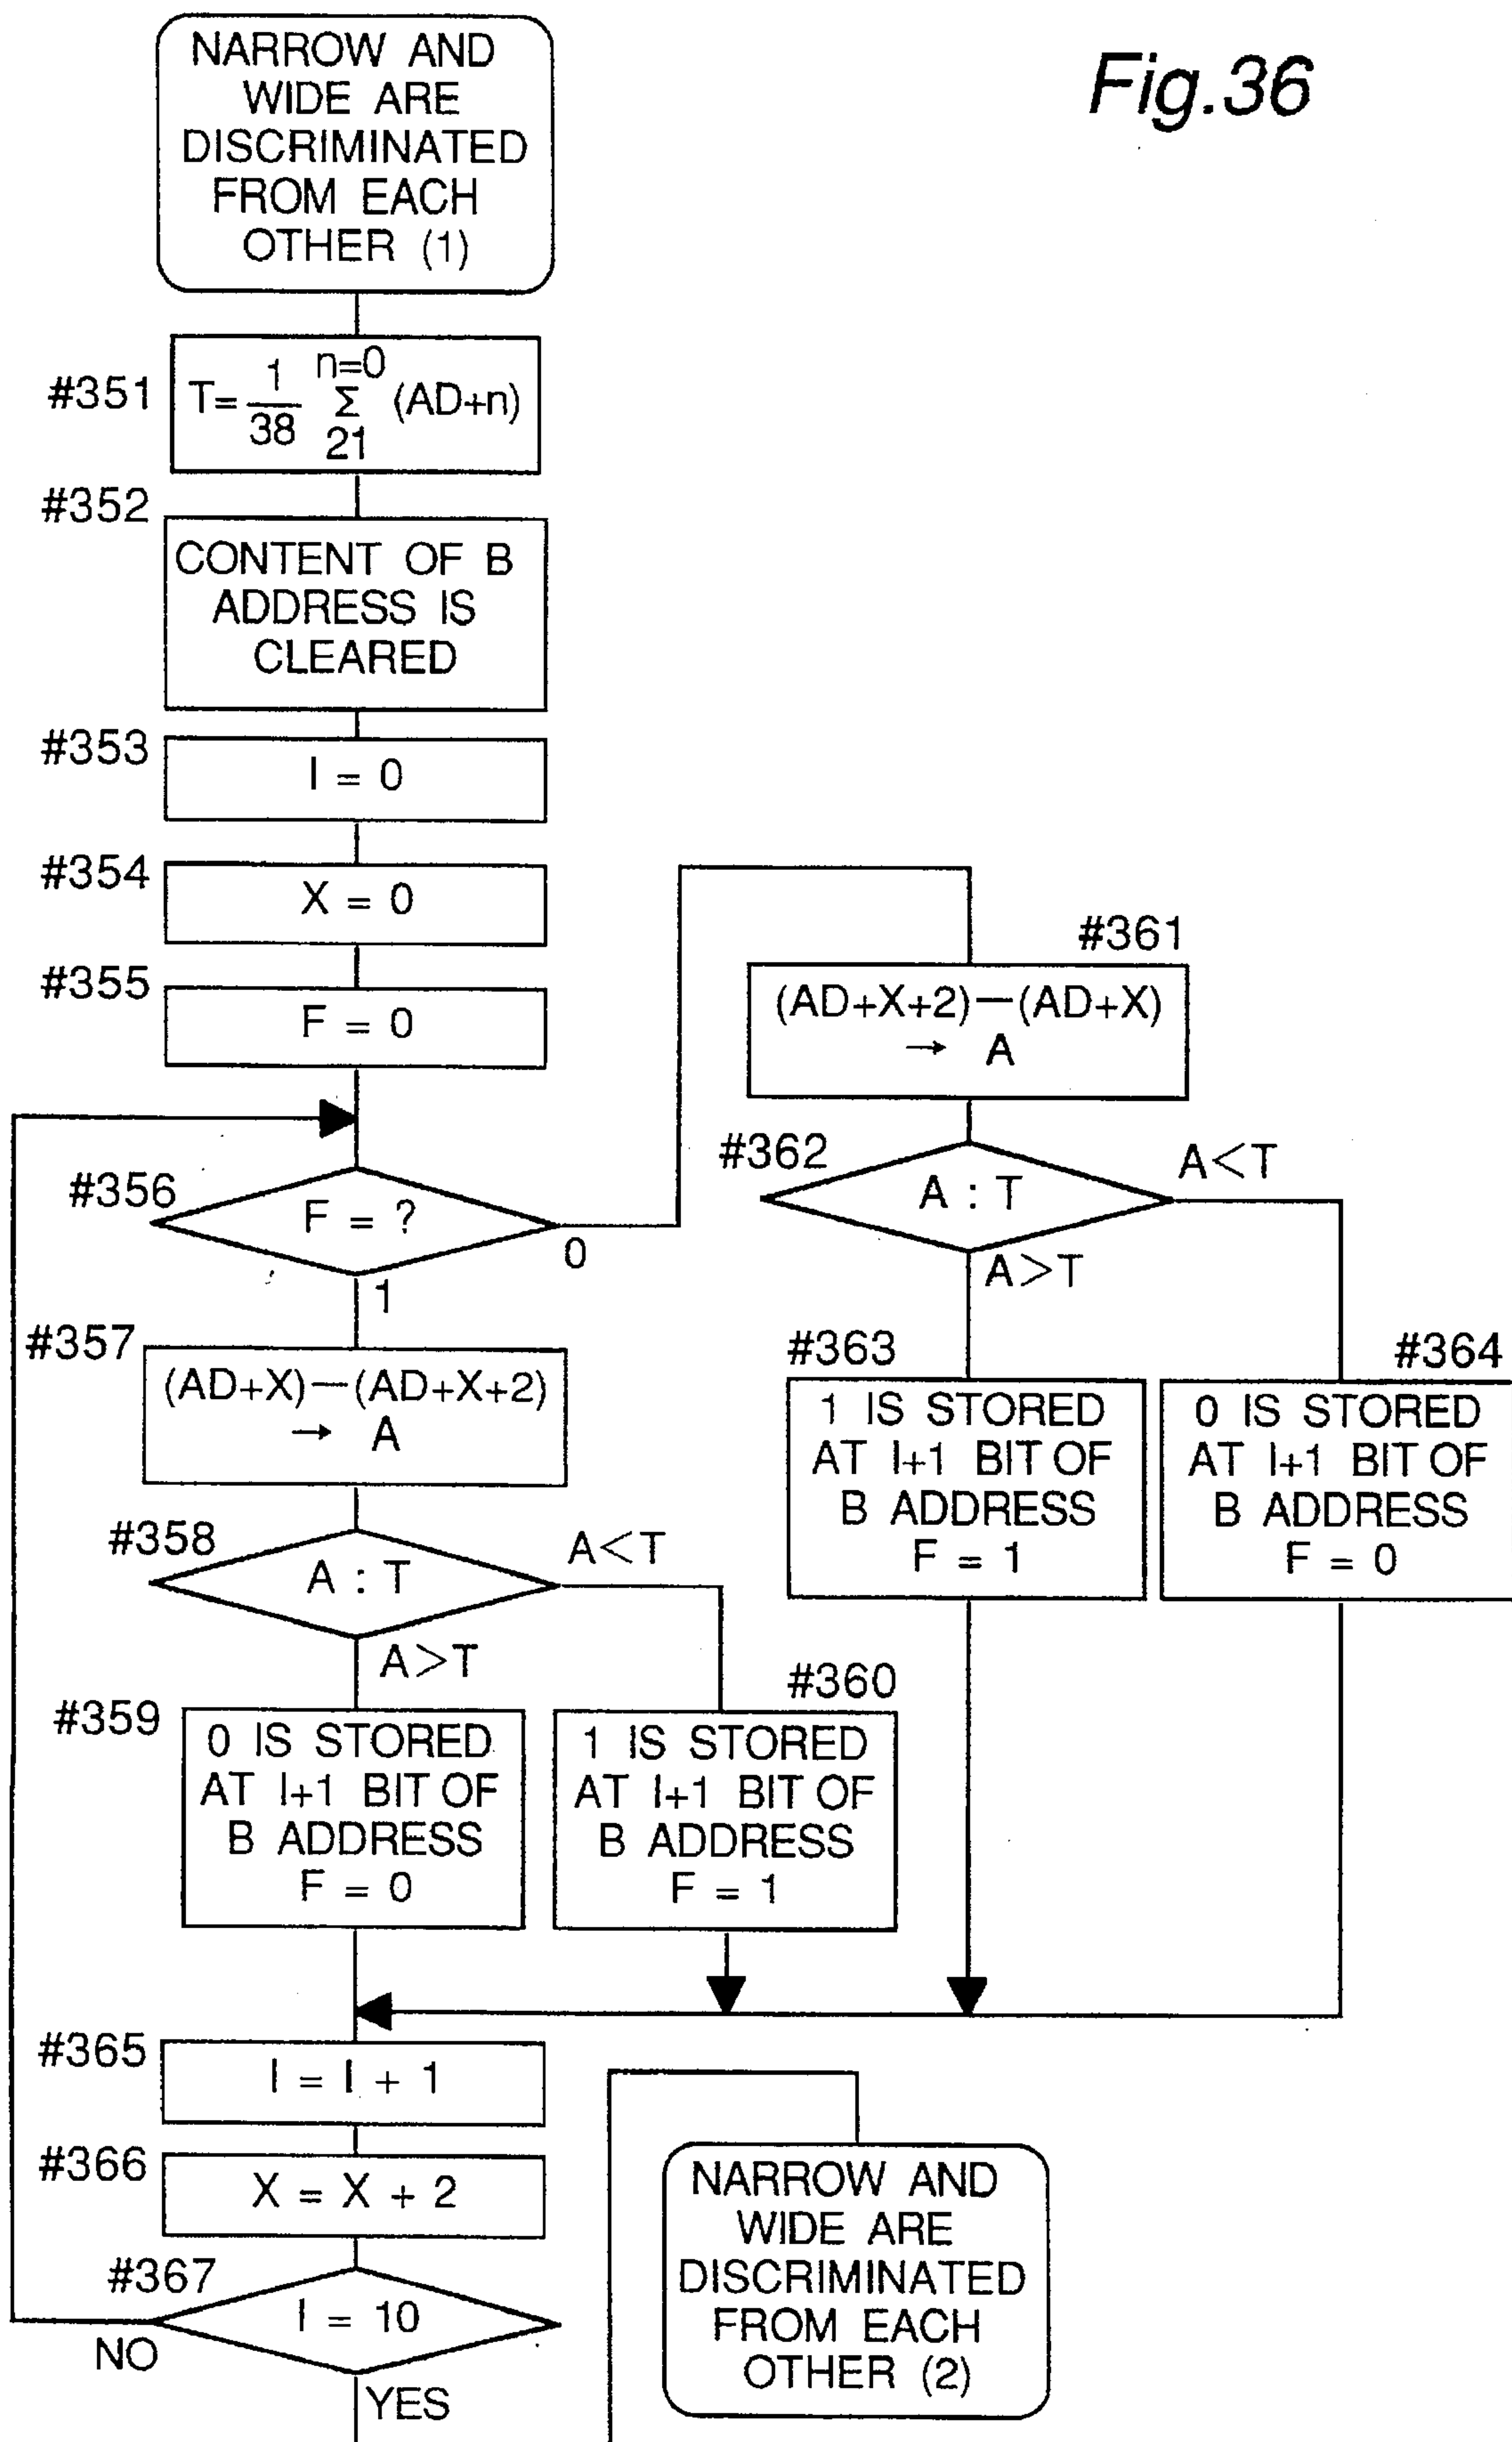 Fig.36
NARROW AND
WIDE ARE
DISCRIMINATED
FROM EACH
OTHER (1)
#351
T= 1/38 n=0 Σ 21 (AD+n)
#352
CONTENT OF B
ADDRESS IS
CLEARED
#353
I = 0
#354
X = 0
#355
F = 0
#356
F = ?
0
1
#357
(AD+X)—(AD+X+2)
→ A
#358
A : T
A<T
A>T
#359
0 IS STORED
AT I+1 BIT OF
B ADDRESS
F = 0
#360
1 IS STORED
AT I+1 BIT OF
B ADDRESS
F = 1
#361
(AD+X+2)—(AD+X)
→ A
#362
A : T
A<T
A>T
#363
1 IS STORED
AT I+1 BIT OF
B ADDRESS
F = 1
#364
0 IS STORED
AT I+1 BIT OF
B ADDRESS
F = 0
#365
I = I + 1
#366
X = X + 2
#367
I = 10
NO
YES
NARROW AND
WIDE ARE
DISCRIMINATED
FROM EACH
OTHER (2)